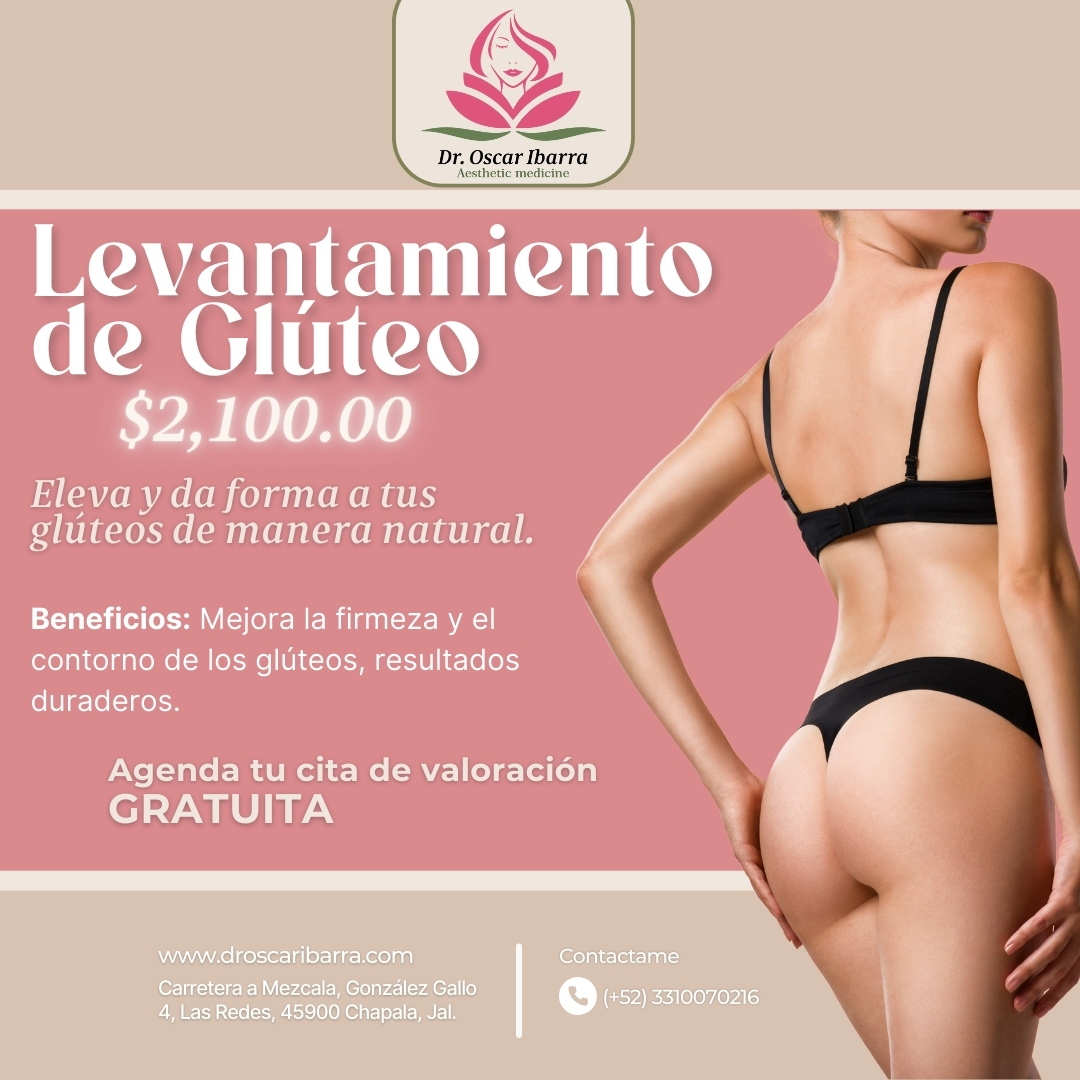 Dr. Oscar Ibarra
Aesthetic medicine
Levantamiento
de Glúteo
$2,100.00
Eleva y da forma a tus
glúteos de manera natural.
Beneficios: Mejora la firmeza y el
contorno de los glúteos, resultados
duraderos.
Agenda tu cita de valoración
GRATUITA
www.droscaribarra.com
Carretera a Mezcala, González Gallo
4, Las Redes, 45900 Chapala, Jal.
Contactame
(+52) 3310070216